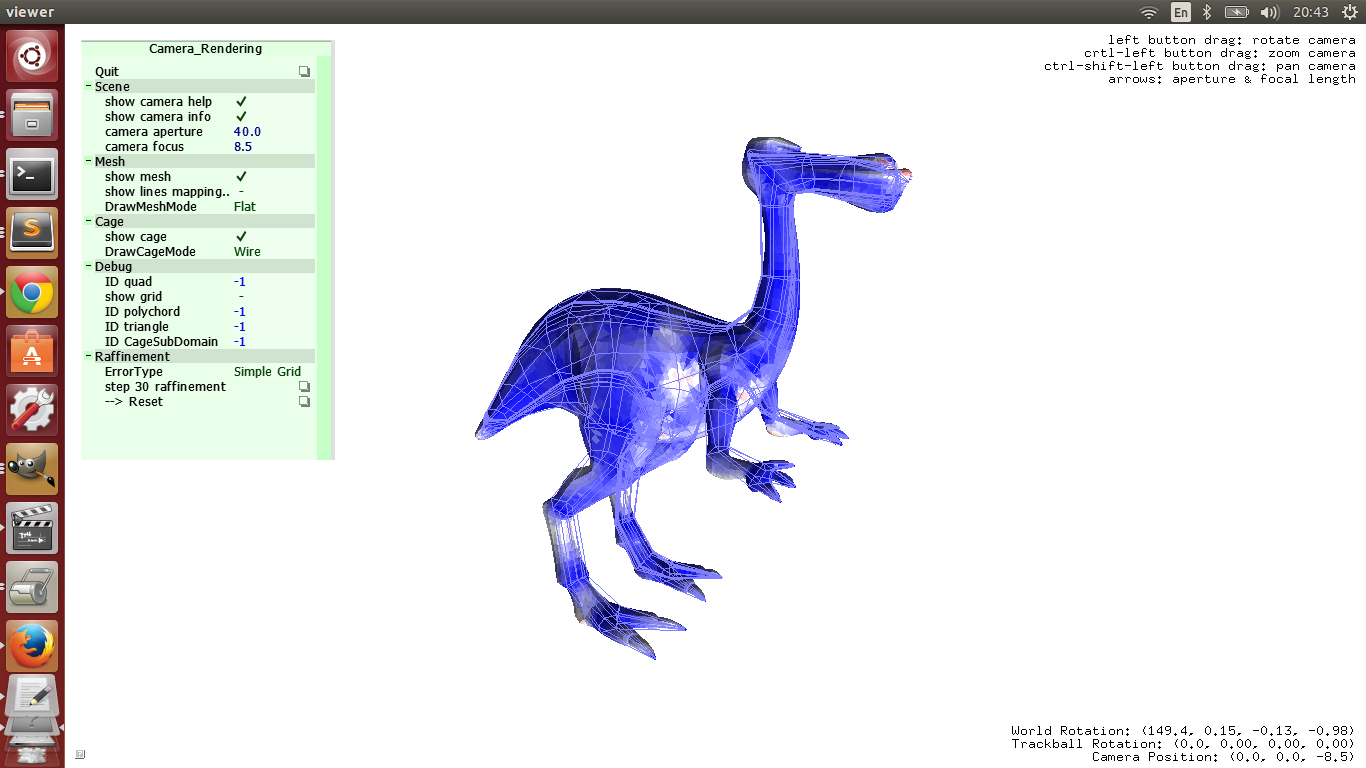 viewer
En
20:43
left button drag: rotate camera
crtl-left button drag: zoom camera
ctrl-shift-left button drag: pan camera
arrows: aperture & focal length
Camera_Rendering
Quit
Scene
show camera help
show camera info
camera aperture 40.0
camera focus 8.5
Mesh
show mesh
show lines mapping.. -
DrawMeshMode Flat
Cage
show cage
DrawCageMode Wire
Debug
ID quad -1
show grid -
ID polychord -1
ID triangle -1
ID CageSubDomain -1
Raffinement
ErrorType Simple Grid
step 30 raffinement
--> Reset
World Rotation: (149.4, 0.15, -0.13, -0.98)
Trackball Rotation: (0.0, 0.00, 0.00, 0.00)
Camera Position: (0.0, 0.0, -8.5)